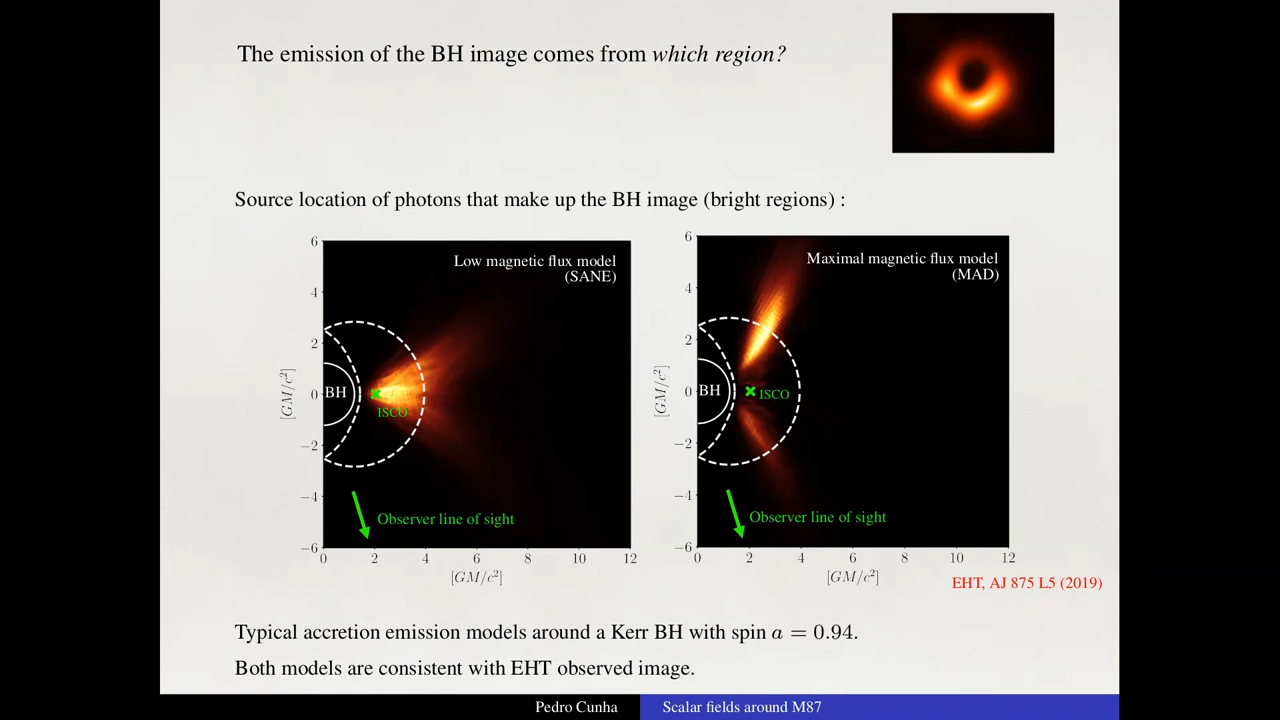 The emission of the BH image comes from which region?
Source location of photons that make up the BH image (bright regions) :
6
4
2
0
−2
−4
−6
[GM/c²]
Low magnetic flux model
(SANE)
BH
ISCO
Observer line of sight
0 2 4 6 8 10 12
[GM/c²]
6
4
2
0
−2
−4
−6
[GM/c²]
Maximal magnetic flux model
(MAD)
BH
ISCO
Observer line of sight
0 2 4 6 8 10 12
[GM/c²]
EHT, AJ 875 L5 (2019)
Typical accretion emission models around a Kerr BH with spin a = 0.94.
Both models are consistent with EHT observed image.
Pedro Cunha
Scalar fields around M87